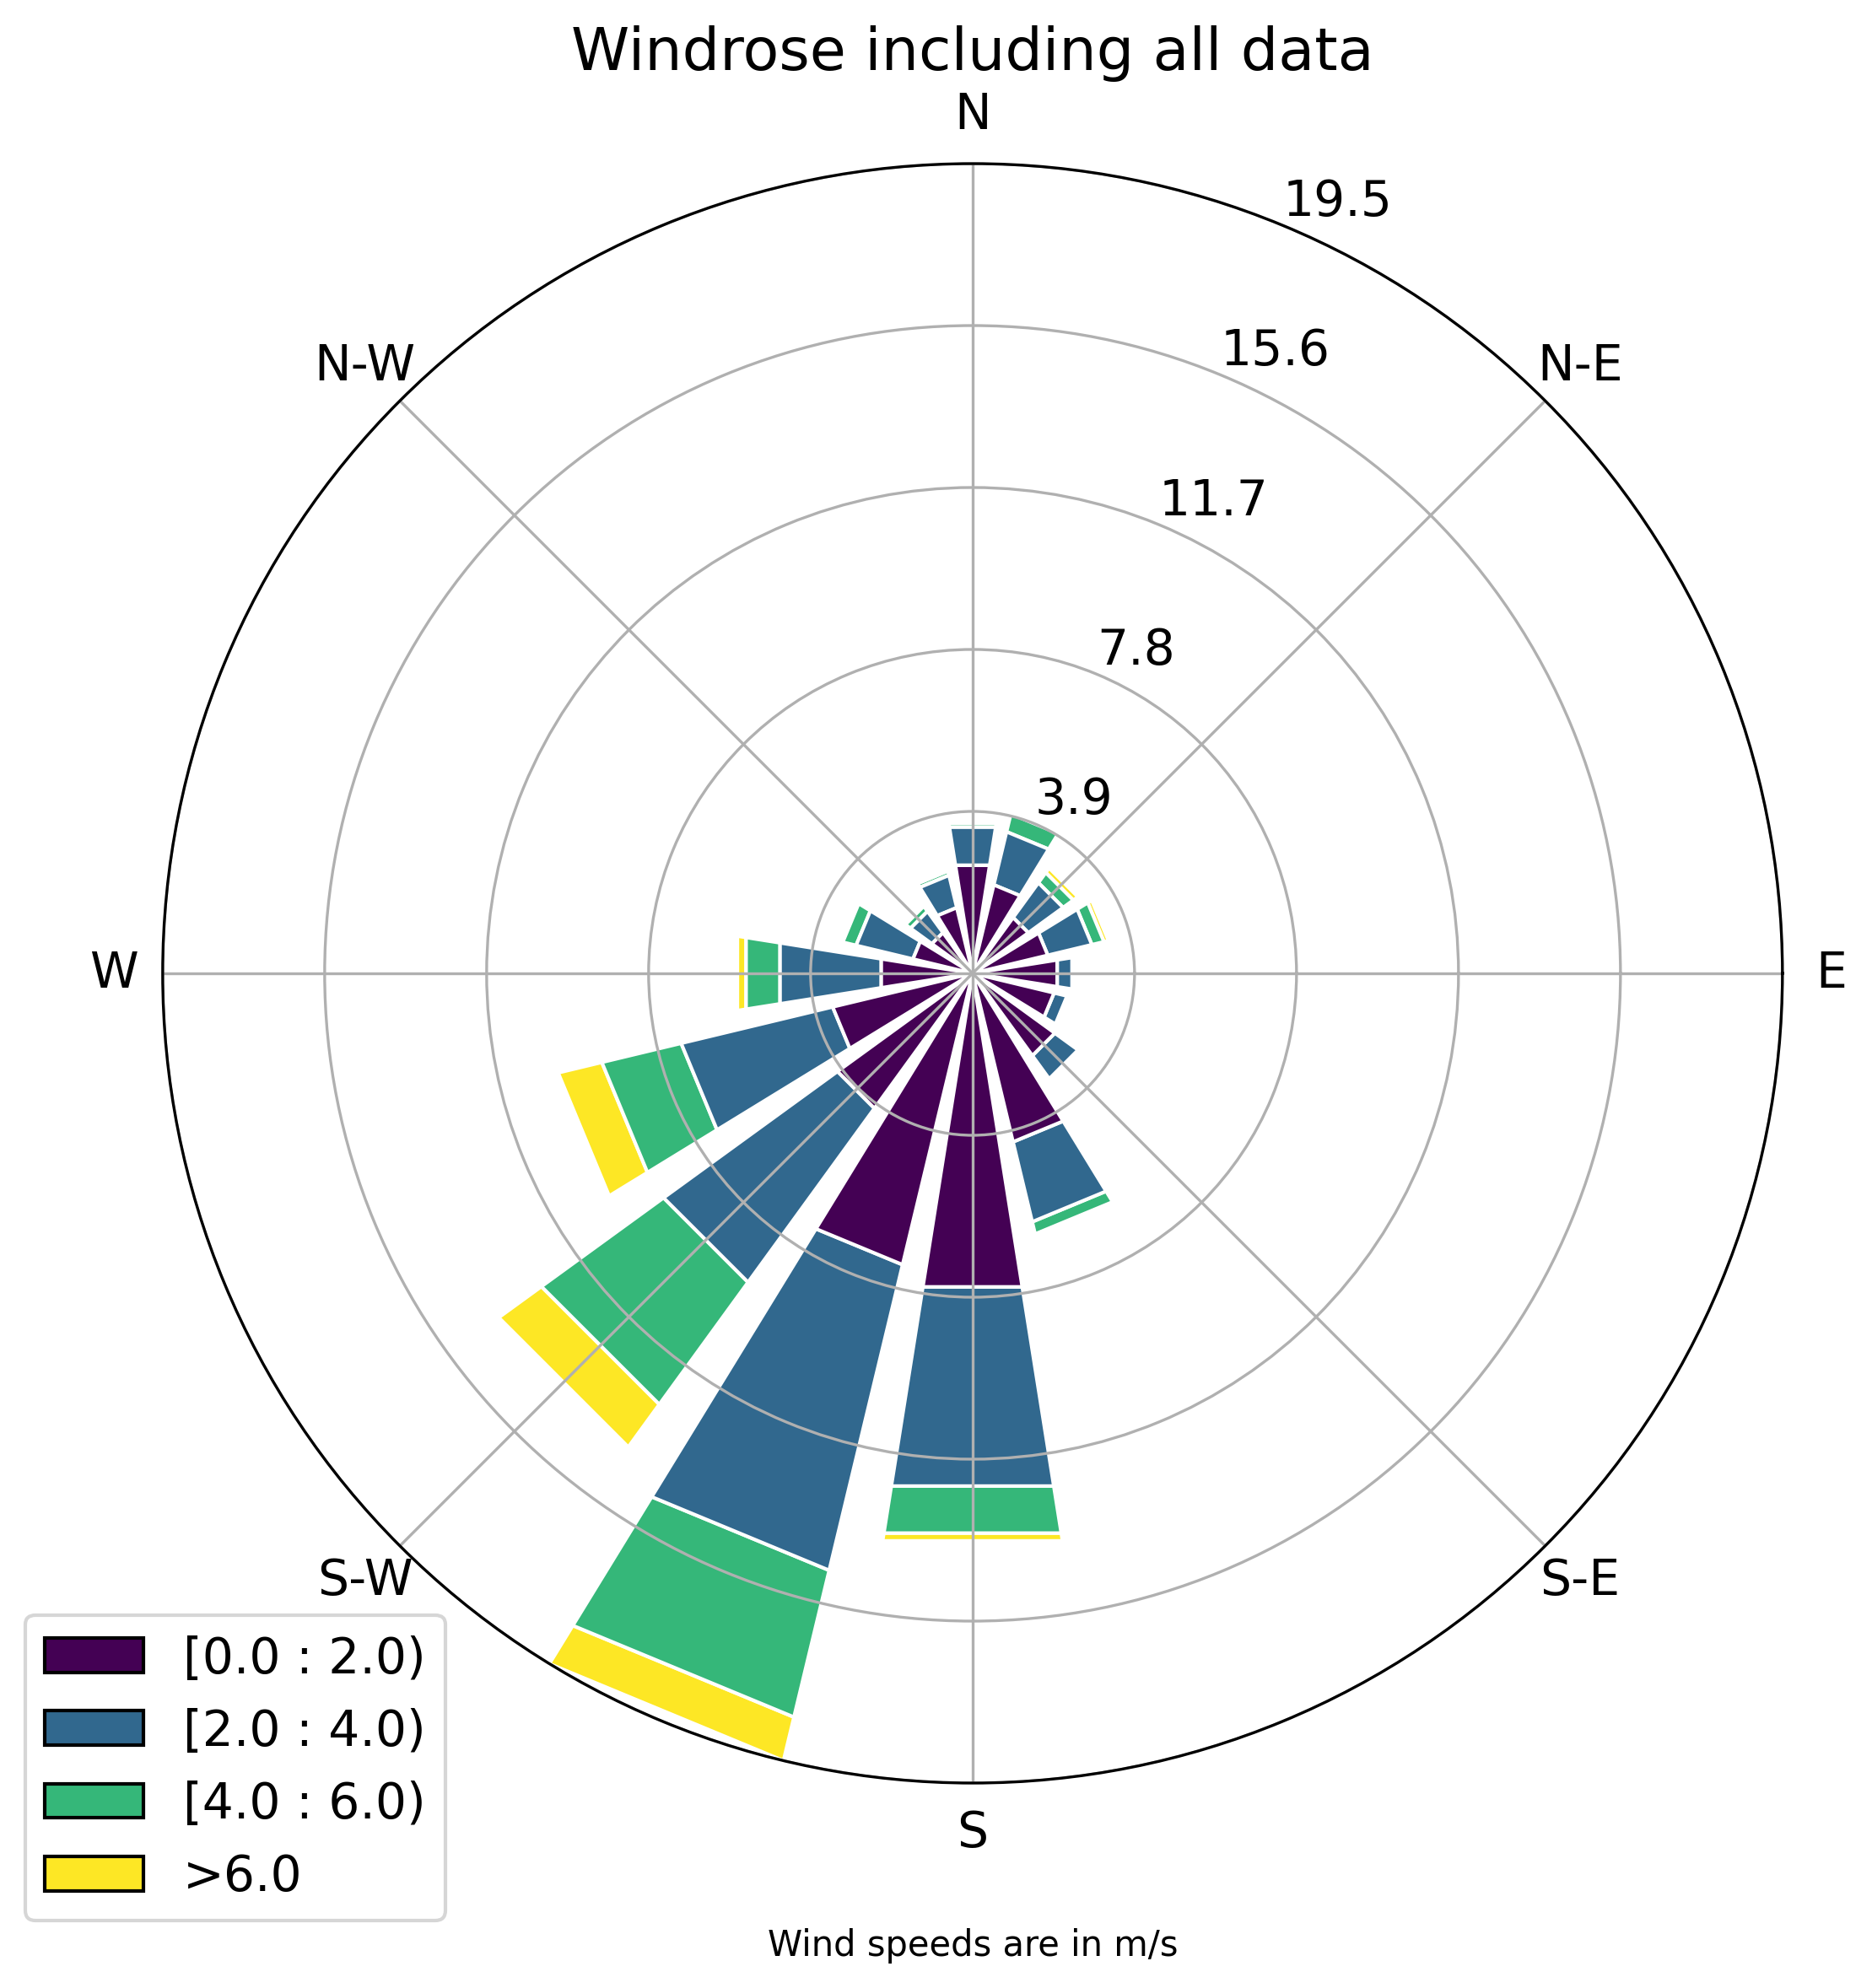 Windrose including all data
N
19.5
15.6
N-W
N-E
11.7
7.8
3.9
W
E
S-W
S-E
[0.0 : 2.0)
[2.0 : 4.0)
[4.0 : 6.0)
>6.0
S
Wind speeds are in m/s